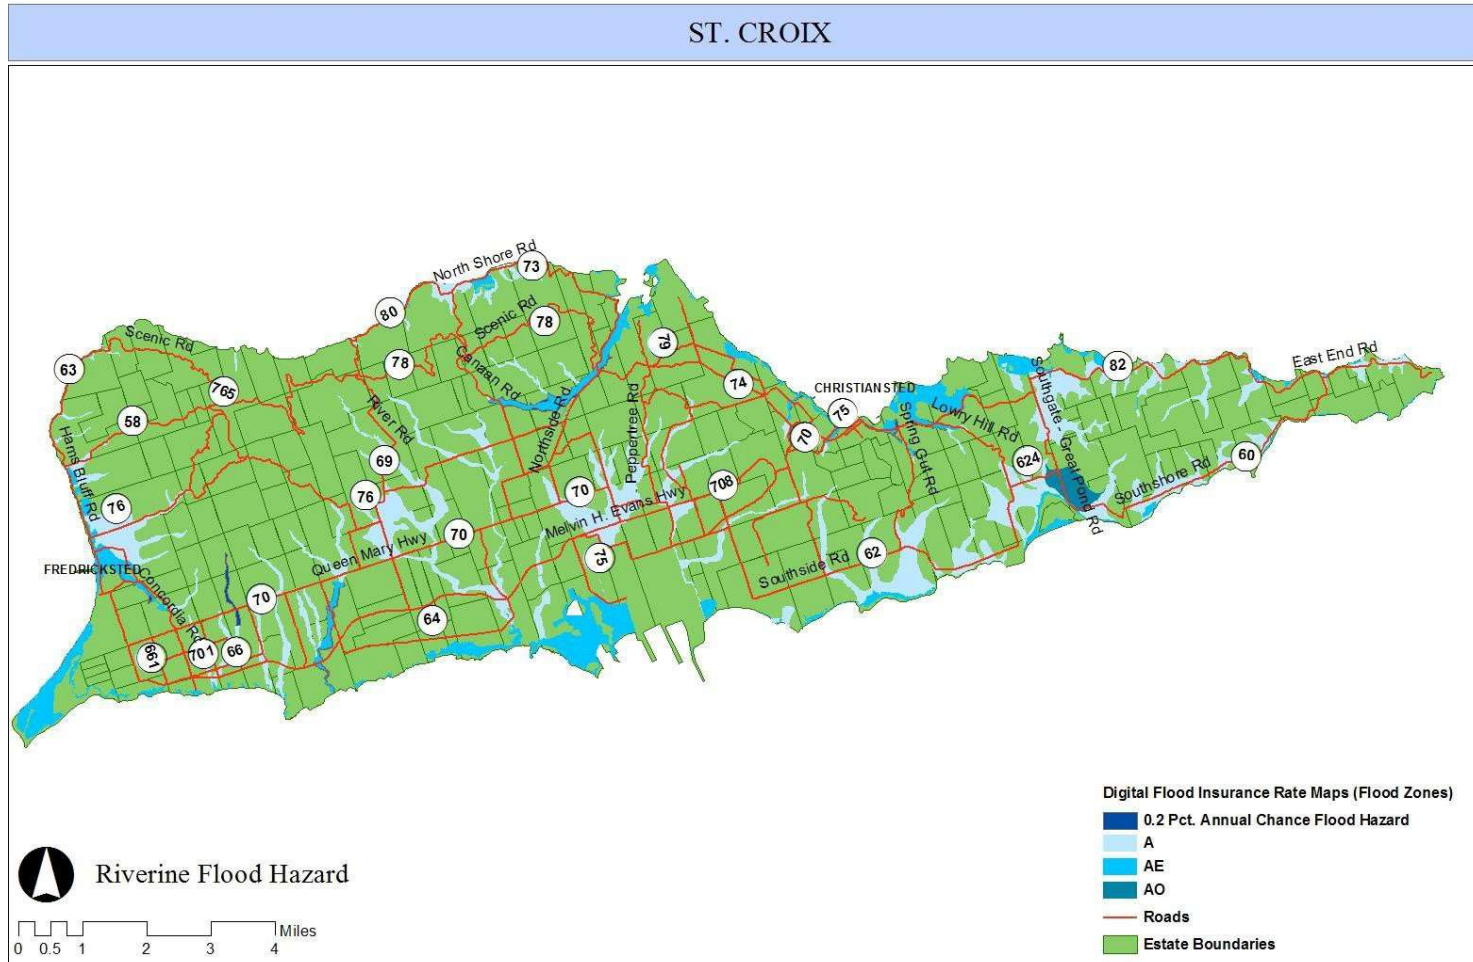 ST. CROIX
North Shore Rd
73
80
Scenic Rd
78
Scenic Rd
63
78
79
765
Canaan Rd
74
CHRISTIANSTED
82
East End Rd
58
River Rd
Northside Rd
Peppertree Rd
75
70
Spring Gut Rd
Lowry Hill Rd
Southgate - Great Pond Rd
Hams Bluff Rd
69
624
60
76
76
70
708
Southshore Rd
Melvin H. Evans Hwy
70
Queen Mary Hwy
75
62
Southside Rd
FREDRICKSTED
Concordia Rd
70
64
661
701
66
Digital Flood Insurance Rate Maps (Flood Zones)
0.2 Pct. Annual Chance Flood Hazard
A
AE
AO
Roads
Estate Boundaries
Riverine Flood Hazard
Miles
0 0.5 1 2 3 4